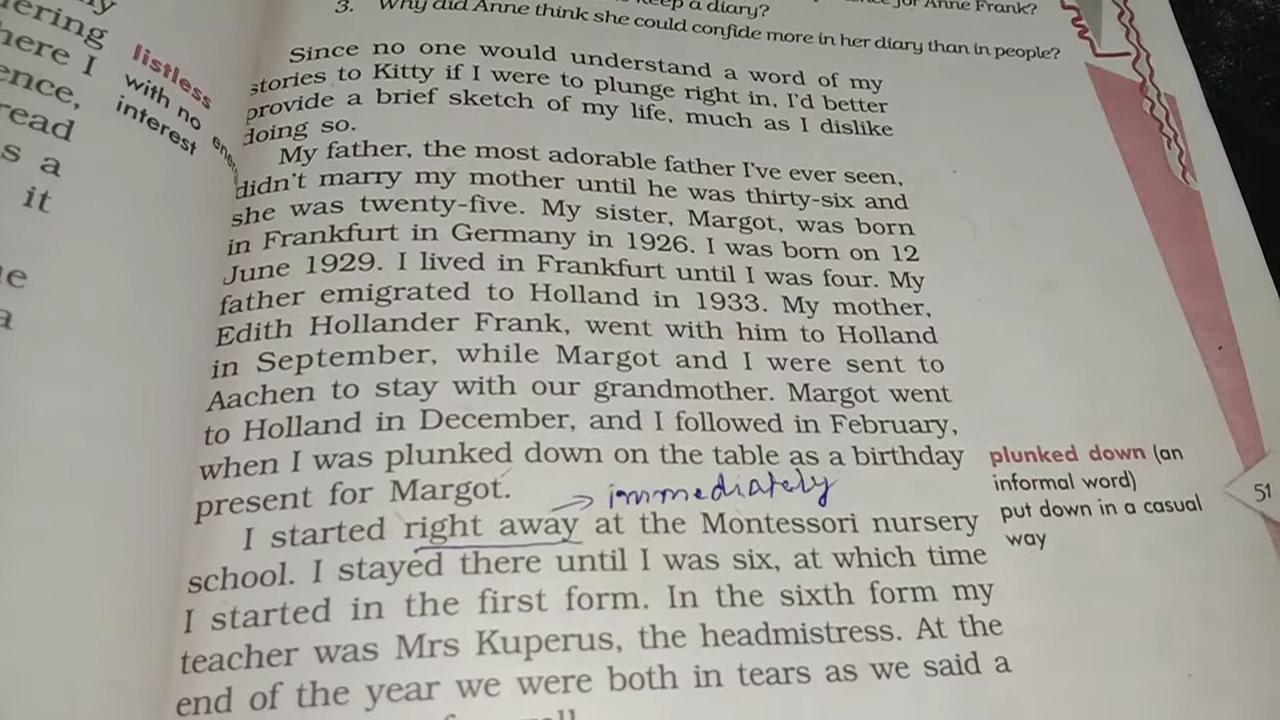 keep a diary?
for Anne Frank?
3. Why did Anne think she could confide more in her diary than in people?
ering
here I
ence,
read
s a
it
listless
with no
interest
Since no one would understand a word of my
stories to Kitty if I were to plunge right in, I'd better
provide a brief sketch of my life, much as I dislike
doing so.
My father, the most adorable father I've ever seen,
didn't marry my mother until he was thirty-six and
she was twenty-five. My sister, Margot, was born
in Frankfurt in Germany in 1926. I was born on 12
June 1929. I lived in Frankfurt until I was four. My
father emigrated to Holland in 1933. My mother,
Edith Hollander Frank, went with him to Holland
in September, while Margot and I were sent to
Aachen to stay with our grandmother. Margot went
to Holland in December, and I followed in February,
when I was plunked down on the table as a birthday
present for Margot.
immediately
I started right away at the Montessori nursery
school. I stayed there until I was six, at which time
I started in the first form. In the sixth form my
teacher was Mrs Kuperus, the headmistress. At the
end of the year we were both in tears as we said a
plunked down (an
informal word)
put down in a casual
way
51